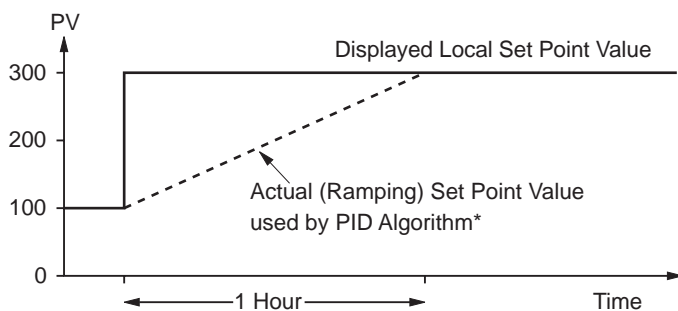 PV
Displayed Local Set Point Value
300
200
Actual (Ramping) Set Point Value
used by PID Algorithm*
100
0
1 Hour
Time